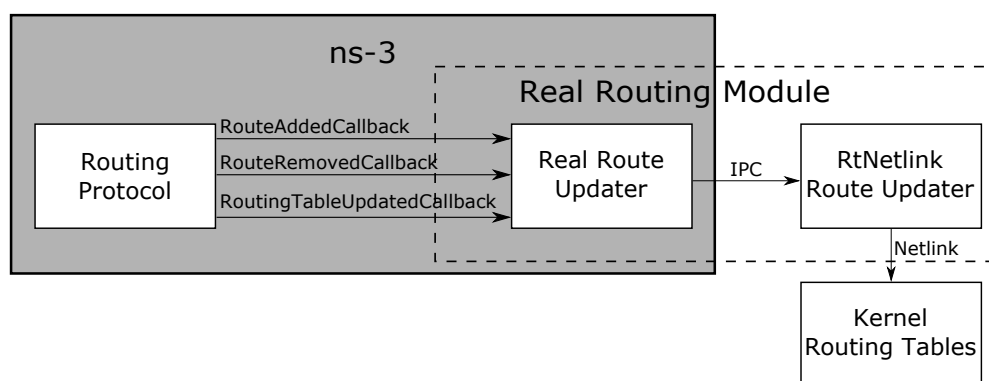 ns-3
Real Routing Module
RouteAddedCallback
RouteRemovedCallback
RoutingTableUpdatedCallback
Routing
Protocol
Real Route
Updater
IPC
RtNetlink
Route Updater
Netlink
Kernel
Routing Tables